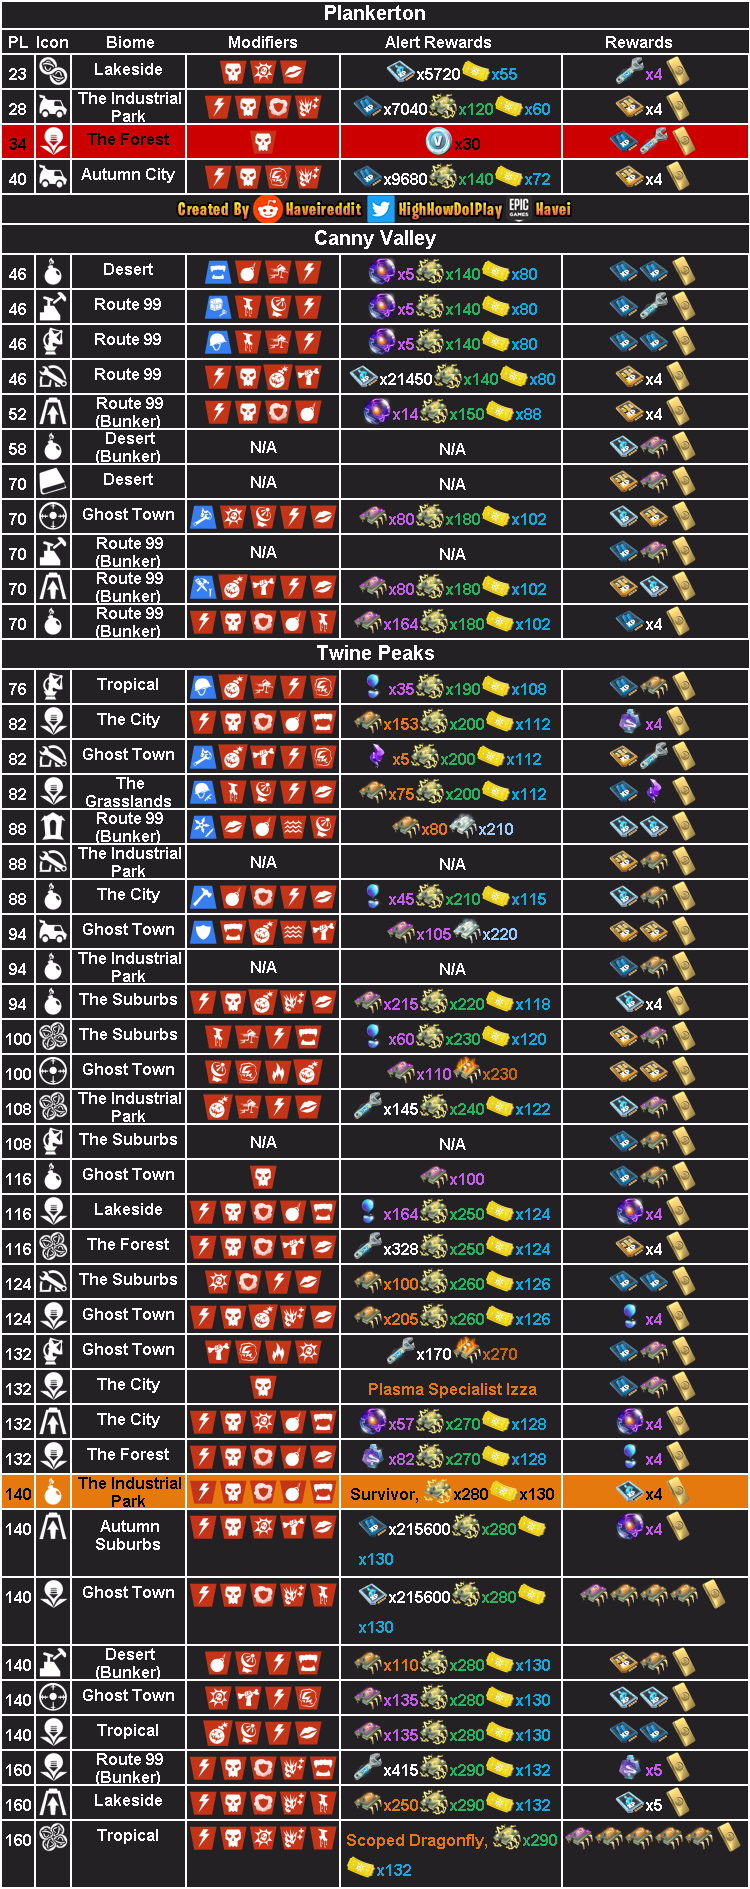 Plankerton
PL Icon Biome Modifiers Alert Rewards Rewards
23 Lakeside x5720 x55 x4
28 The Industrial Park x7040 x120 x60 x4
34 The Forest V x30
40 Autumn City x9680 x140 x72 x4
Created By Haveireddit HighHowDoIPlay EPIC GAMES Havei
Canny Valley
46 Desert x5 x140 x80
46 Route 99 x5 x140 x80
46 Route 99 x5 x140 x80
46 Route 99 x21450 x140 x80 x4
52 Route 99 (Bunker) x14 x150 x88 x4
58 Desert (Bunker) N/A N/A
70 Desert N/A N/A
70 Ghost Town x80 x180 x102
70 Route 99 (Bunker) N/A N/A
70 Route 99 (Bunker) x80 x180 x102
70 Route 99 (Bunker) x164 x180 x102 x4
Twine Peaks
76 Tropical x35 x190 x108
82 The City x153 x200 x112 x4
82 Ghost Town x5 x200 x112
82 The Grasslands x75 x200 x112
88 Route 99 (Bunker) x80 x210
88 The Industrial Park N/A N/A
88 The City x45 x210 x115
94 Ghost Town x105 x220
94 The Industrial Park N/A N/A
94 The Suburbs x215 x220 x118 x4
100 The Suburbs x60 x230 x120
100 Ghost Town x110 x230
108 The Industrial Park x145 x240 x122
108 The Suburbs N/A N/A
116 Ghost Town x100
116 Lakeside x164 x250 x124 x4
116 The Forest x328 x250 x124 x4
124 The Suburbs x100 x260 x126
124 Ghost Town x205 x260 x126 x4
132 Ghost Town x170 x270
132 The City Plasma Specialist Izza
132 The City x57 x270 x128 x4
132 The Forest x82 x270 x128 x4
140 The Industrial Park Survivor, x280 x130 x4
140 Autumn Suburbs x215600 x280 x130 x4
140 Ghost Town x215600 x280 x130
140 Desert (Bunker) x110 x280 x130
140 Ghost Town x135 x280 x130
140 Tropical x135 x280 x130
160 Route 99 (Bunker) x415 x290 x132 x5
160 Lakeside x250 x290 x132 x5
160 Tropical Scoped Dragonfly, x290 x132